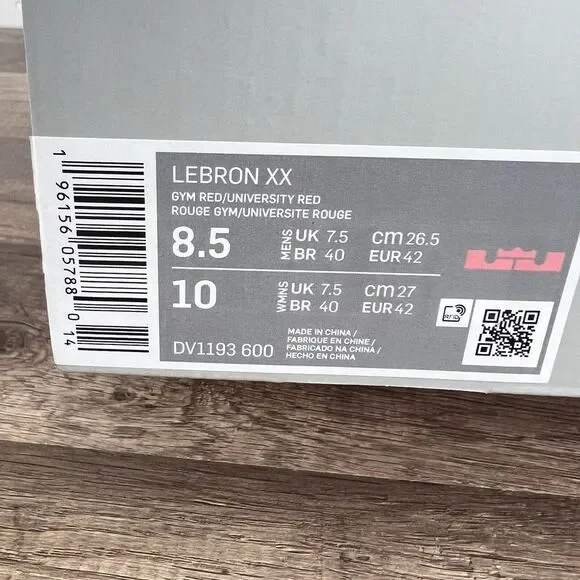 1
96156 05788
0
14
LEBRON XX
GYM RED/UNIVERSITY RED
ROUGE GYM/UNIVERSITE ROUGE
8.5 MENS UK 7.5 cm 26.5
BR 40 EUR 42
10 WMNS UK 7.5 cm 27
BR 40 EUR 42
DV1193 600
MADE IN CHINA /
FABRIQUE EN CHINE /
FABRICADO NA CHINA /
HECHO EN CHINA
RFID